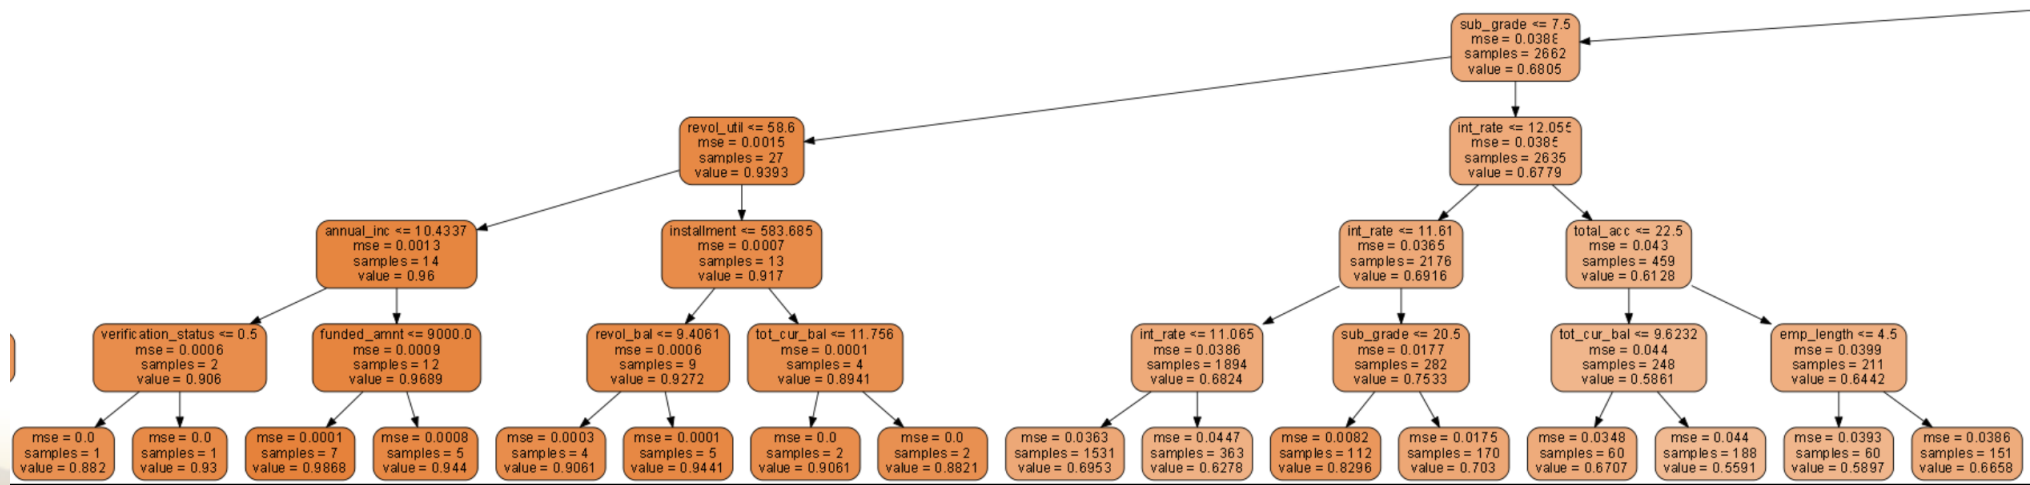 sub_grade <= 7.5
mse = 0.0388
samples = 2662
value = 0.6805
revol_util <= 58.6
mse = 0.0015
samples = 27
value = 0.9393
int_rate <= 12.055
mse = 0.0385
samples = 2635
value = 0.6779
annual_inc <= 10.4337
mse = 0.0013
samples = 14
value = 0.96
installment <= 583.685
mse = 0.0007
samples = 13
value = 0.917
int_rate <= 11.61
mse = 0.0365
samples = 2176
value = 0.6916
total_acc <= 22.5
mse = 0.043
samples = 459
value = 0.6128
verification_status <= 0.5
mse = 0.0006
samples = 2
value = 0.906
funded_amnt <= 9000.0
mse = 0.0009
samples = 12
value = 0.9689
revol_bal <= 9.4061
mse = 0.0006
samples = 9
value = 0.9272
tot_cur_bal <= 11.756
mse = 0.0001
samples = 4
value = 0.8941
int_rate <= 11.065
mse = 0.0386
samples = 1894
value = 0.6824
sub_grade <= 20.5
mse = 0.0177
samples = 282
value = 0.7533
tot_cur_bal <= 9.6232
mse = 0.044
samples = 248
value = 0.5861
emp_length <= 4.5
mse = 0.0399
samples = 211
value = 0.6442
mse = 0.0
samples = 1
value = 0.882
mse = 0.0
samples = 1
value = 0.93
mse = 0.0001
samples = 7
value = 0.9868
mse = 0.0008
samples = 5
value = 0.944
mse = 0.0003
samples = 4
value = 0.9061
mse = 0.0001
samples = 5
value = 0.9441
mse = 0.0
samples = 2
value = 0.9061
mse = 0.0
samples = 2
value = 0.8821
mse = 0.0363
samples = 1531
value = 0.6953
mse = 0.0447
samples = 363
value = 0.6278
mse = 0.0082
samples = 112
value = 0.8296
mse = 0.0175
samples = 170
value = 0.703
mse = 0.0348
samples = 60
value = 0.6707
mse = 0.044
samples = 188
value = 0.5591
mse = 0.0393
samples = 60
value = 0.5897
mse = 0.0386
samples = 151
value = 0.6658